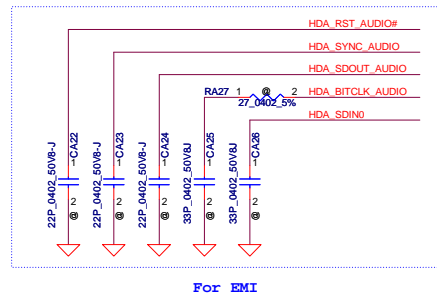 HDA_RST_AUDIO#
HDA_SYNC_AUDIO
HDA_SDOUT_AUDIO
RA27 1 @ 2 HDA_BITCLK_AUDIO
27_0402_5%
HDA_SDIN0
22P_0402_50V8-J
CA22
1
2
@
22P_0402_50V8-J
CA23
1
2
@
22P_0402_50V8-J
CA24
1
2
@
33P_0402_50V8J
CA25
1
2
@
33P_0402_50V8J
CA26
1
2
@
For EMI